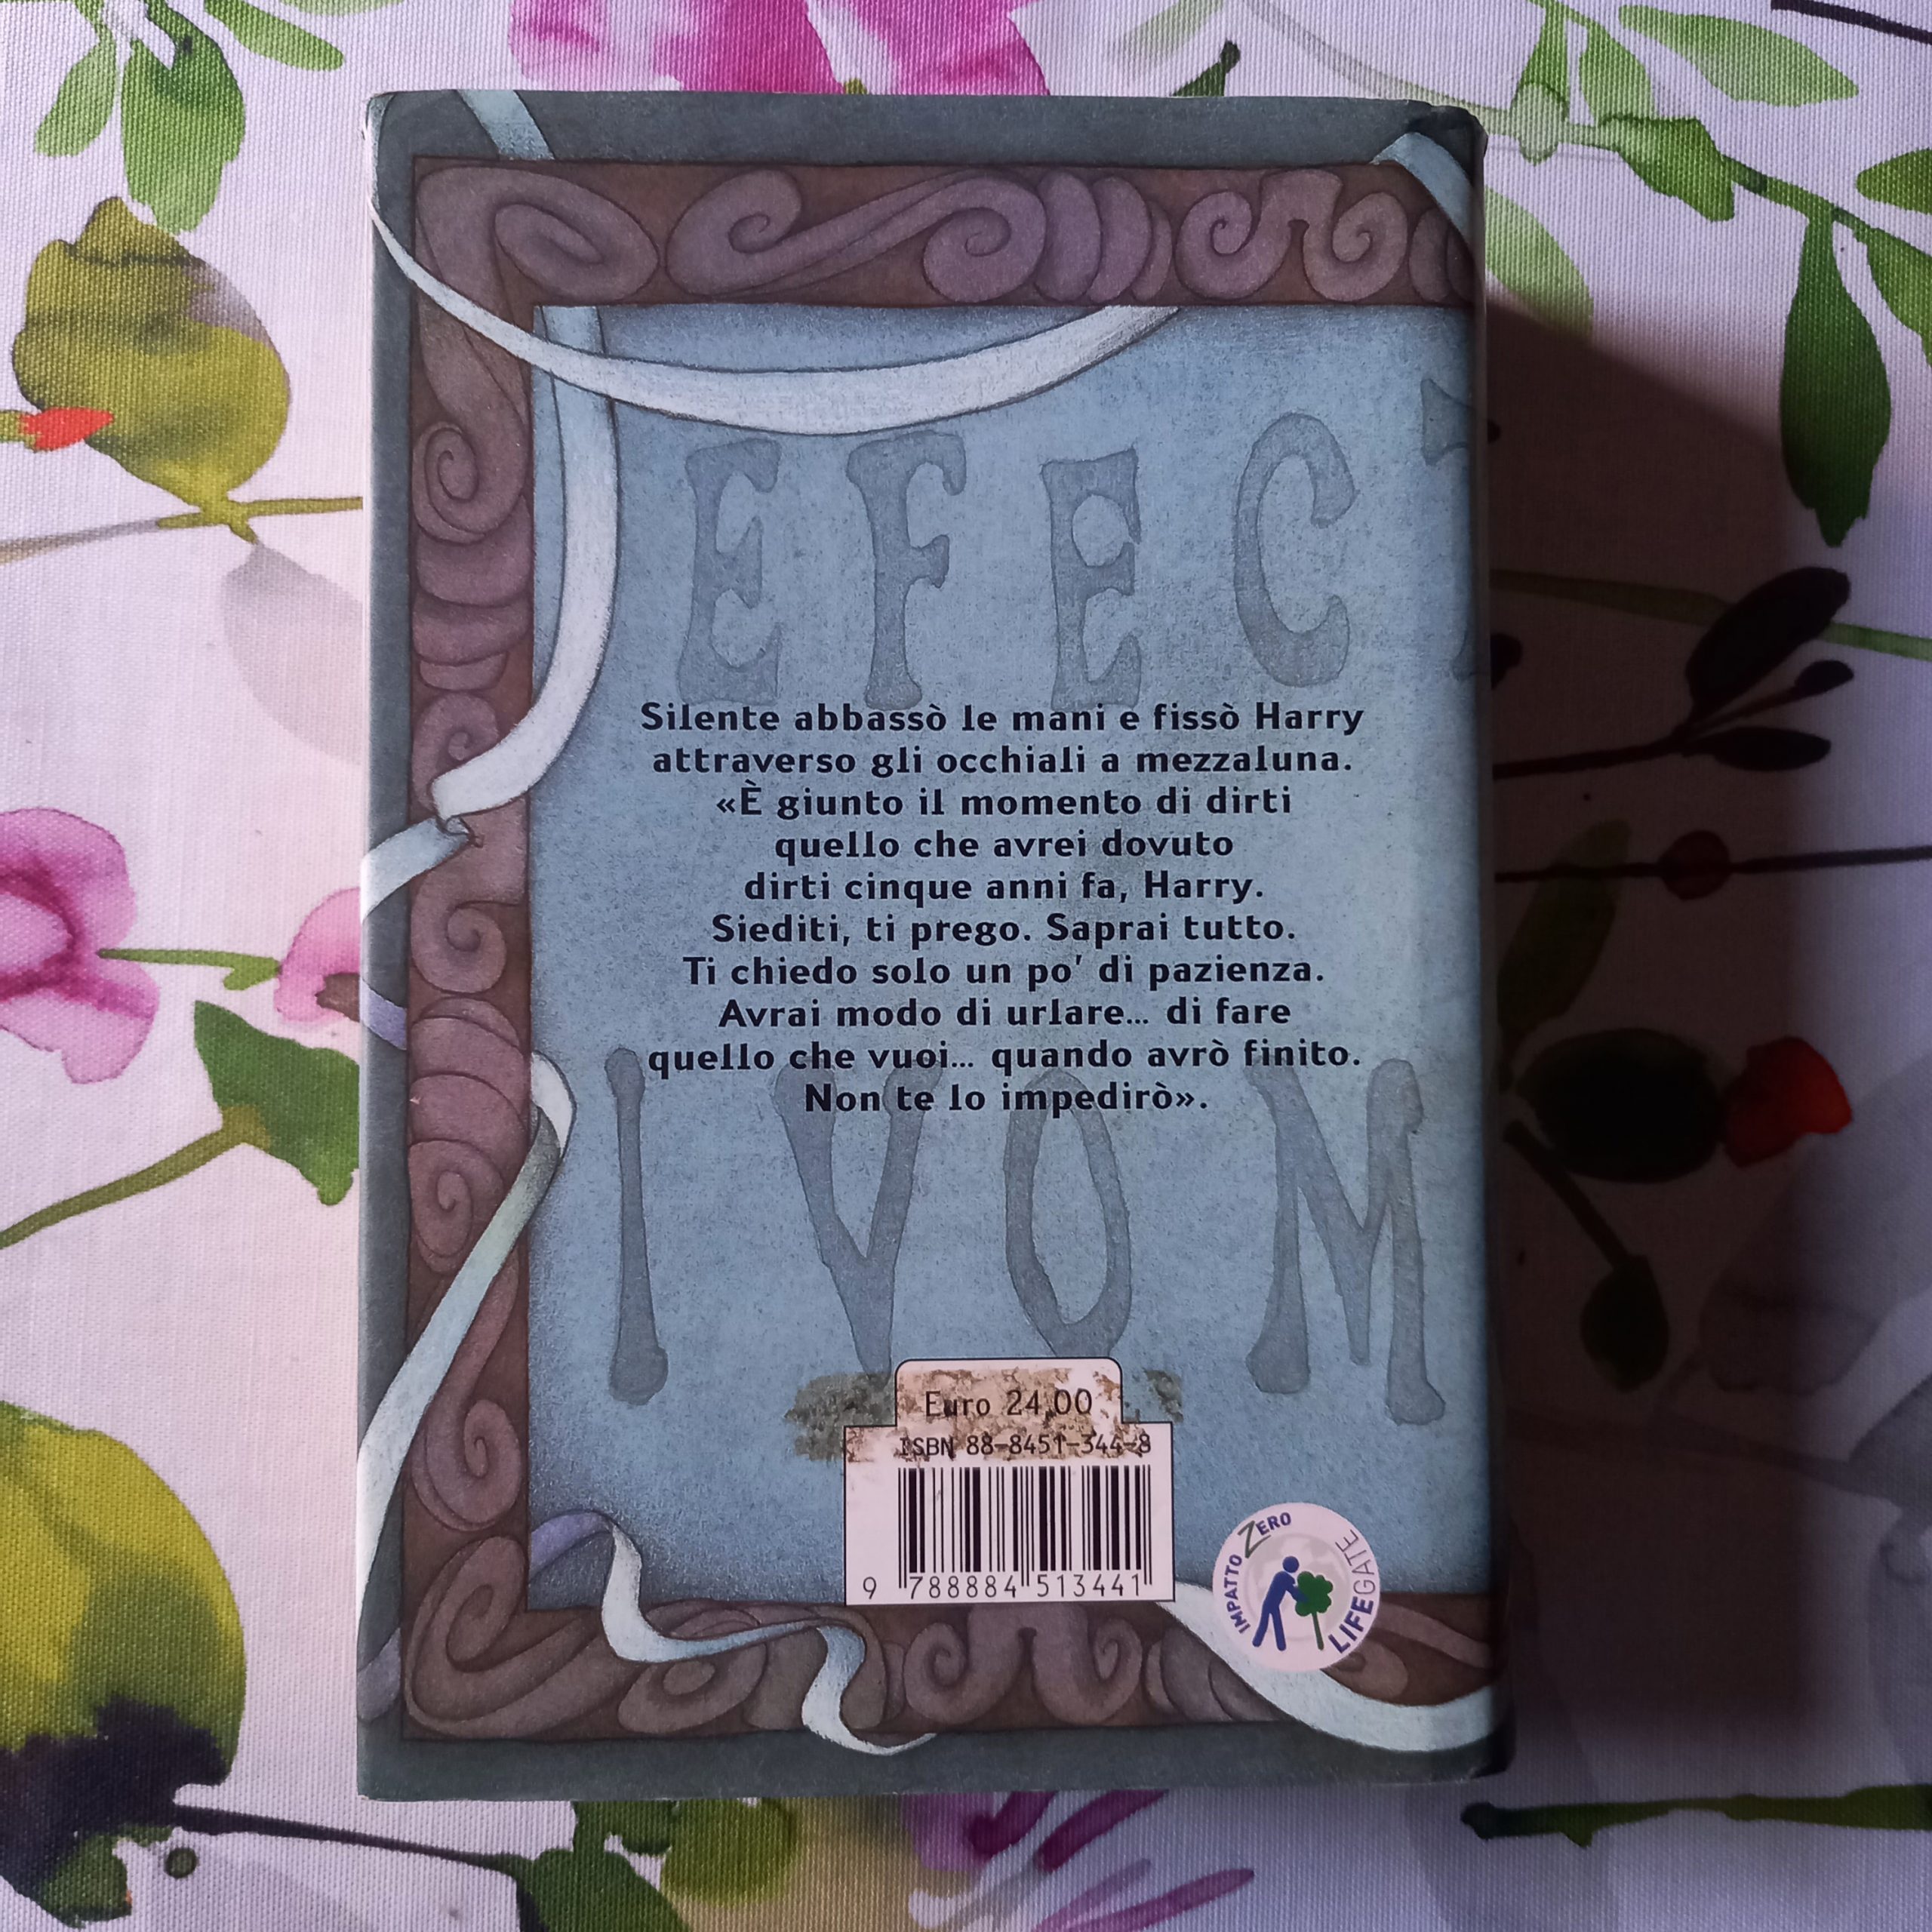 EFEC
Silente abbassò le mani e fissò Harry
attraverso gli occhiali a mezzaluna.
«È giunto il momento di dirti
quello che avrei dovuto
dirti cinque anni fa, Harry.
Siediti, ti prego. Saprai tutto.
Ti chiedo solo un po' di pazienza.
Avrai modo di urlare... di fare
quello che vuoi... quando avrò finito.
Non te lo impedirò».
IVOM
Euro 24,00
ISBN 88-8451-344-8
9 788884 513441
IMPATTO ZERO
LIFEGATE